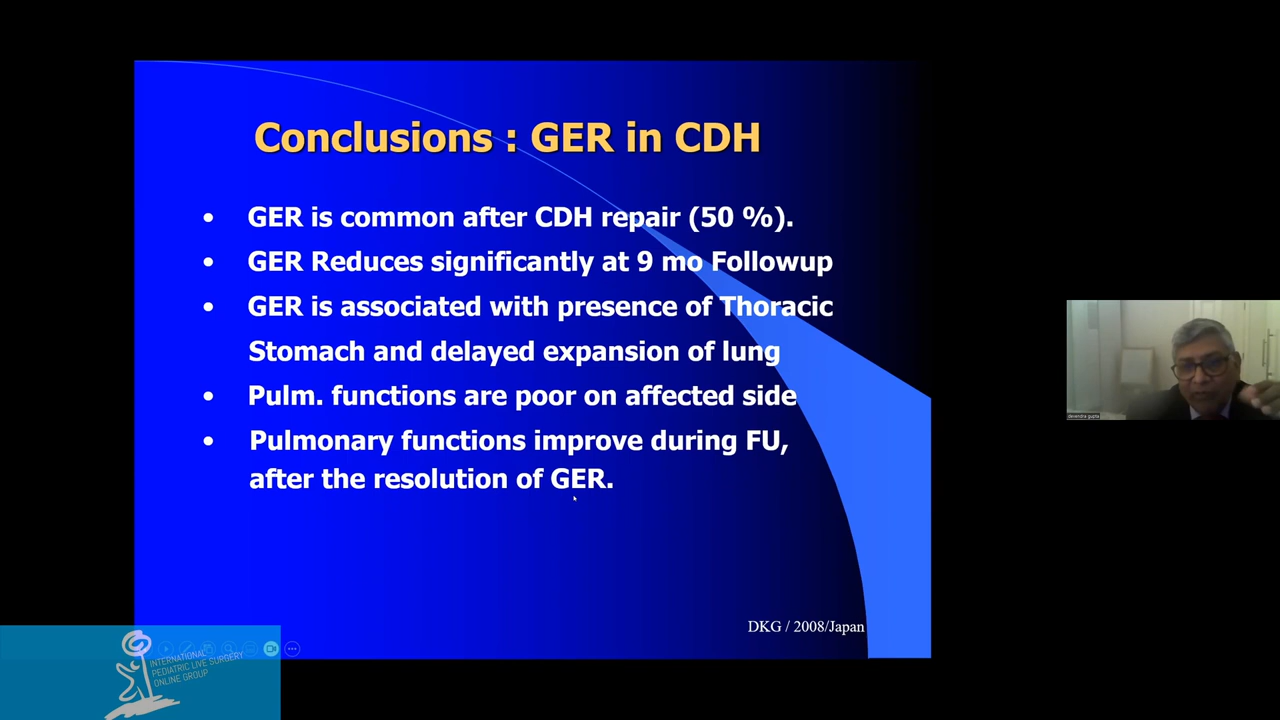 Conclusions : GER in CDH
• GER is common after CDH repair (50 %).
• GER Reduces significantly at 9 mo Followup
• GER is associated with presence of Thoracic
Stomach and delayed expansion of lung
• Pulm. functions are poor on affected side
• Pulmonary functions improve during FU,
after the resolution of GER.
DKG / 2008/Japan
devendra gupta
INTERNATIONAL
PEDIATRIC LIVE SURGERY
ONLINE GROUP